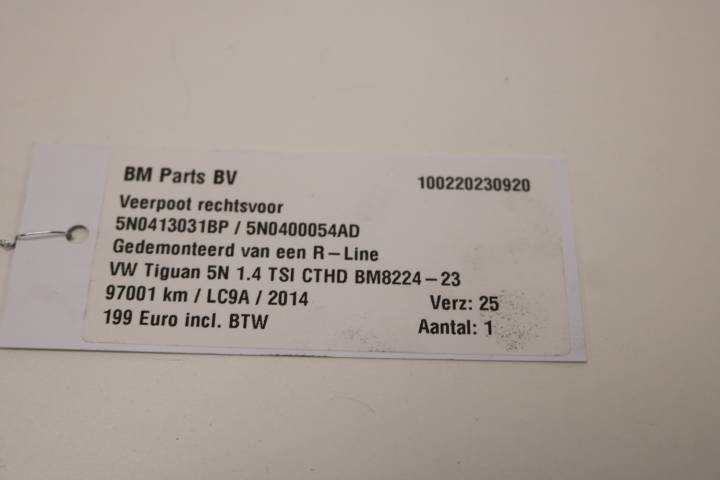 BM Parts BV 100220230920
Veerpoot rechtsvoor
5N0413031BP / 5N0400054AD
Gedemonteerd van een R-Line
VW Tiguan 5N 1.4 TSI CTHD BM8224-23
97001 km / LC9A / 2014 Verz: 25
199 Euro incl. BTW Aantal: 1